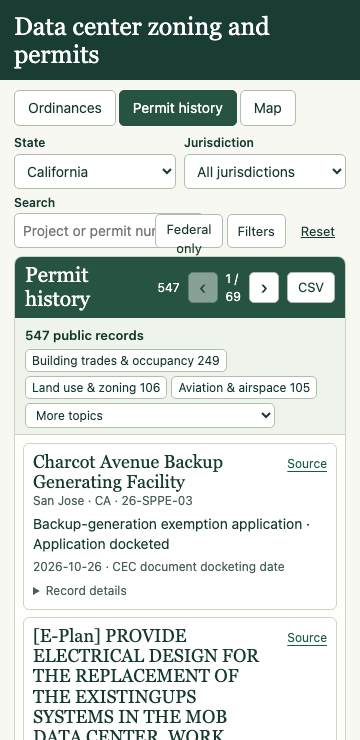 Data center zoning and
permits
Ordinances
Permit history
Map
State
Jurisdiction
California
All jurisdictions
Search
Project or permit nur
Federal
only
Filters
Reset
Permit
history
547
‹
1 /
69
›
CSV
547 public records
Building trades & occupancy 249
Land use & zoning 106
Aviation & airspace 105
More topics
Charcot Avenue Backup
Generating Facility
Source
San Jose · CA · 26-SPPE-03
Backup-generation exemption application ·
Application docketed
2026-10-26 · CEC document docketing date
▶ Record details
[E-Plan] PROVIDE
ELECTRICAL DESIGN FOR
THE REPLACEMENT OF
THE EXISTINGUPS
SYSTEMS IN THE MOB
DATA CENTER. WORK
Source